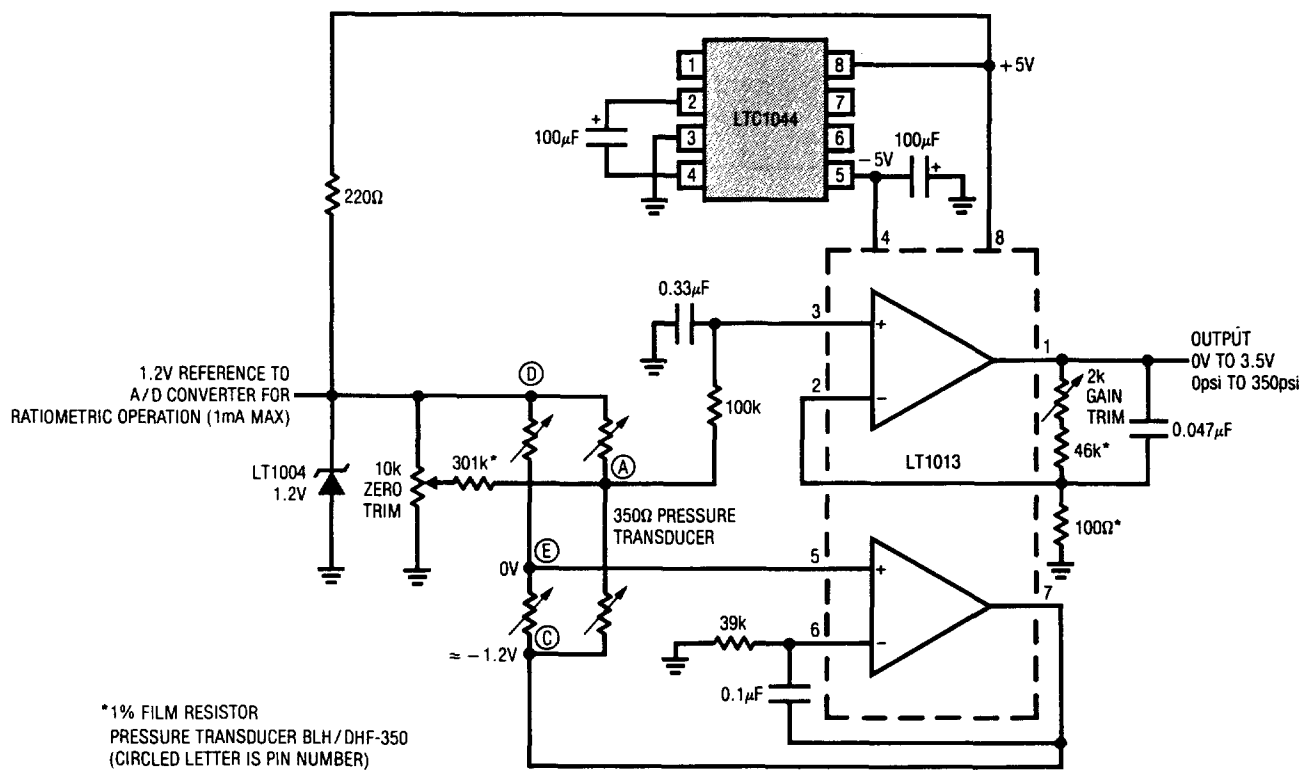 1
2
3
4
8
7
6
5
LTC1044
+5V
100µF
+
-5V
100µF
+
220Ω
4
8
0.33µF
3
+
1
OUTPUT
0V TO 3.5V
0psi TO 350psi
2
-
2k
GAIN
TRIM
1.2V REFERENCE TO
A/D CONVERTER FOR
RATIOMETRIC OPERATION (1mA MAX)
D
100k
0.047µF
46k*
LT1013
LT1004
1.2V
10k
ZERO
TRIM
301k*
A
350Ω PRESSURE
TRANSDUCER
100Ω*
E
0V
5
+
7
C
≈ -1.2V
39k
6
-
0.1µF
*1% FILM RESISTOR
PRESSURE TRANSDUCER BLH/DHF-350
(CIRCLED LETTER IS PIN NUMBER)